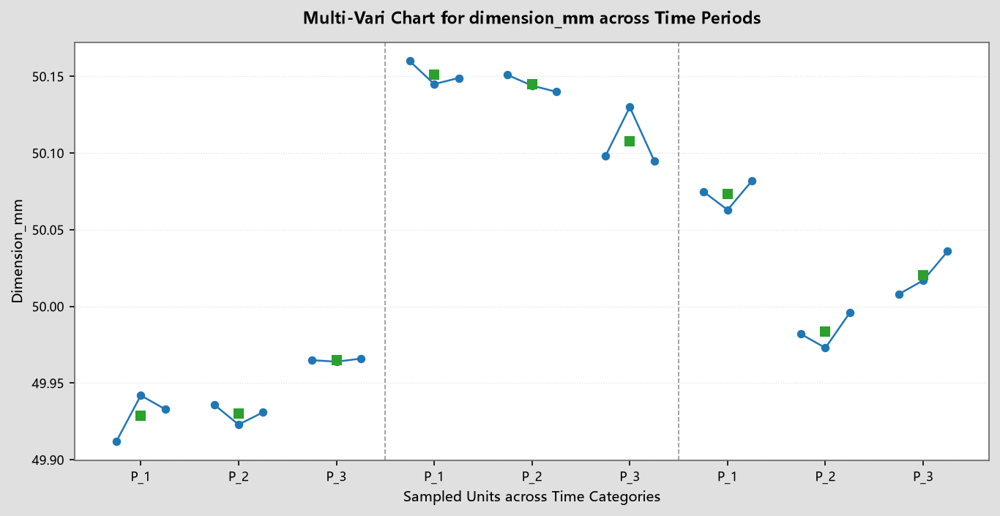 Multi-Vari Chart for dimension_mm across Time Periods
Dimension_mm
50.15
50.10
50.05
50.00
49.95
49.90
P_1 P_2 P_3 P_1 P_2 P_3 P_1 P_2 P_3
Sampled Units across Time Categories